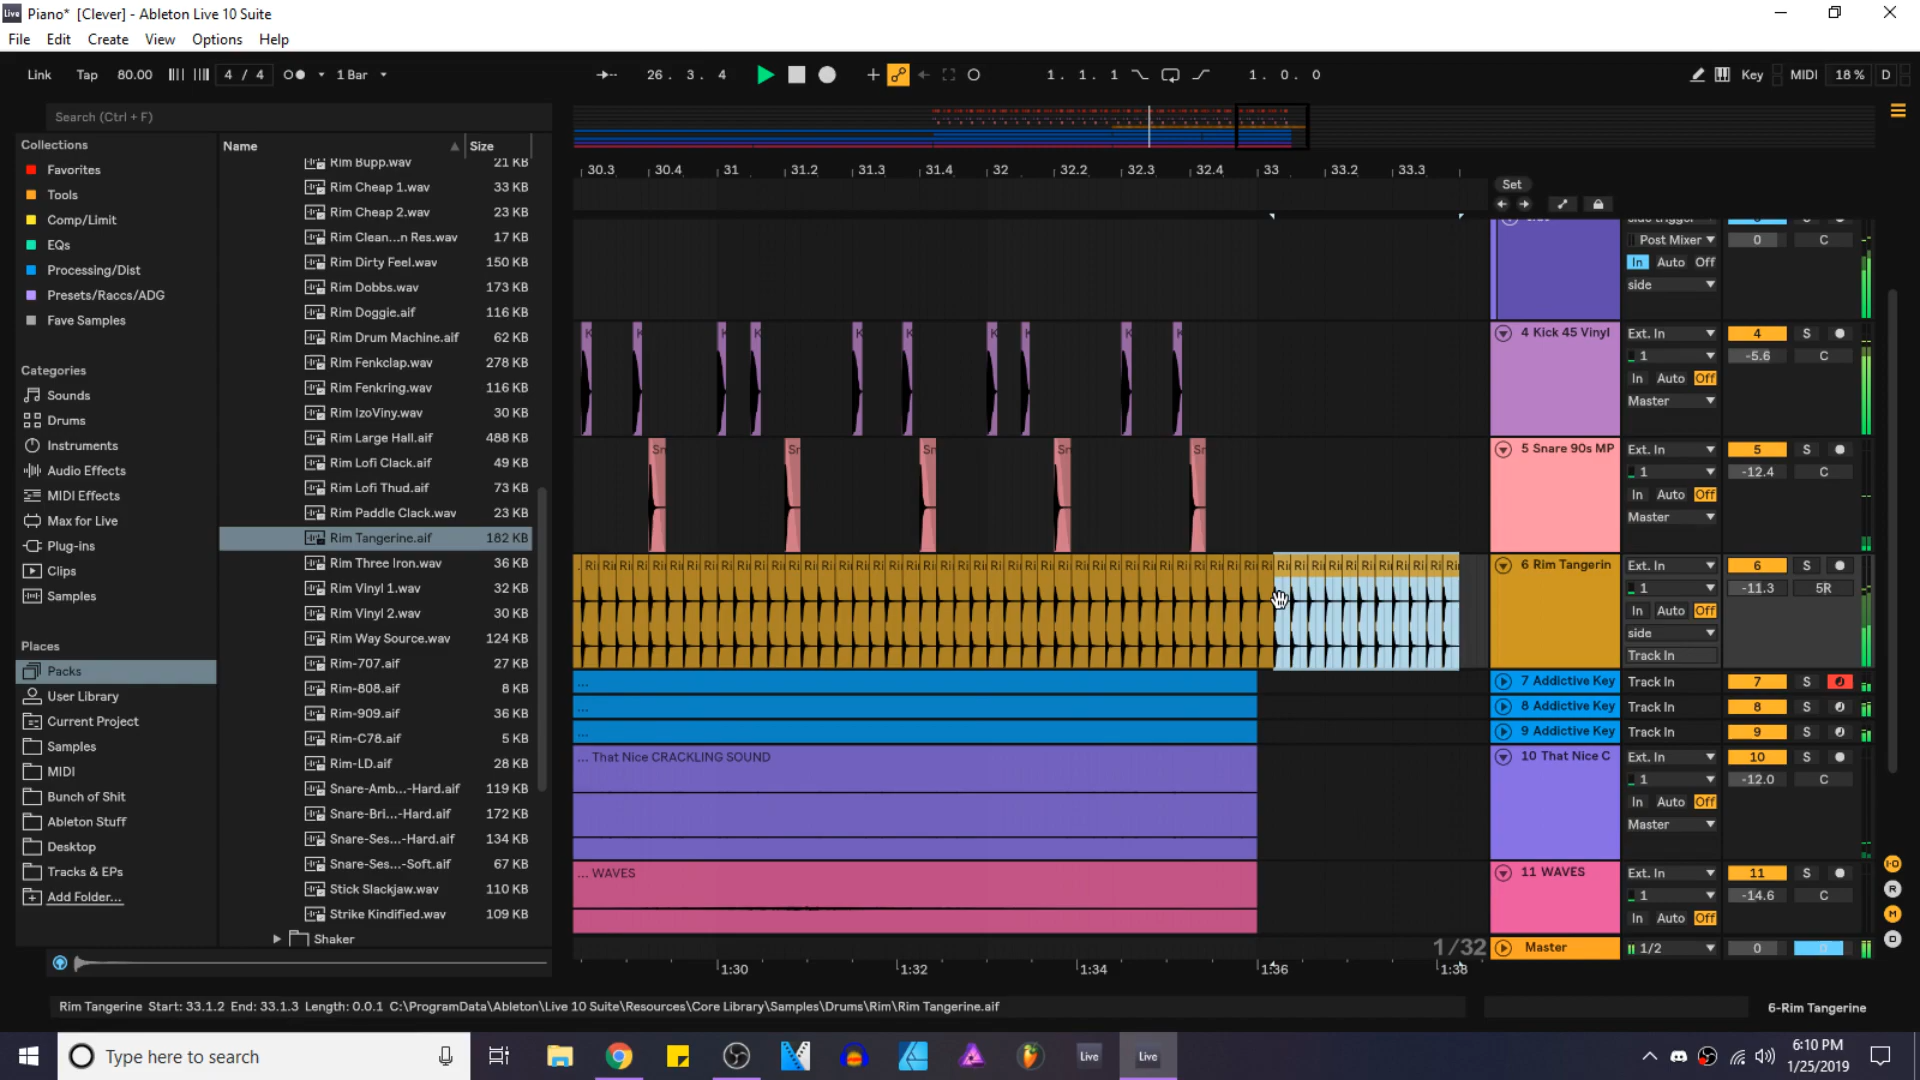 Live Piano* [Clever] - Ableton Live 10 Suite
File Edit Create View Options Help
Link Tap 80.00 4 / 4 1 Bar 26. 3. 4 1. 1. 1 1. 0. 0 Key MIDI 18 % D
Search (Ctrl + F)
Collections
Favorites
Tools
Comp/Limit
EQs
Processing/Dist
Presets/Raccs/ADG
Fave Samples
Categories
Sounds
Drums
Instruments
Audio Effects
MIDI Effects
Max for Live
Plug-ins
Clips
Samples
Places
Packs
User Library
Current Project
Samples
MIDI
Bunch of Shit
Ableton Stuff
Desktop
Tracks & EPs
Add Folder...
Name Size
Rim Bupp.wav 21 KB
Rim Cheap 1.wav 33 KB
Rim Cheap 2.wav 23 KB
Rim Clean...n Res.wav 17 KB
Rim Dirty Feel.wav 150 KB
Rim Dobbs.wav 173 KB
Rim Doggie.aif 116 KB
Rim Drum Machine.aif 62 KB
Rim Fenkclap.wav 278 KB
Rim Fenkring.wav 116 KB
Rim IzoViny.wav 30 KB
Rim Large Hall.aif 488 KB
Rim Lofi Clack.aif 49 KB
Rim Lofi Thud.aif 73 KB
Rim Paddle Clack.wav 23 KB
Rim Tangerine.aif 182 KB
Rim Three Iron.wav 36 KB
Rim Vinyl 1.wav 32 KB
Rim Vinyl 2.wav 30 KB
Rim Way Source.wav 124 KB
Rim-707.aif 27 KB
Rim-808.aif 8 KB
Rim-909.aif 36 KB
Rim-C78.aif 5 KB
Rim-LD.aif 28 KB
Snare-Amb...-Hard.aif 119 KB
Snare-Bri...-Hard.aif 172 KB
Snare-Ses...-Hard.aif 134 KB
Snare-Ses...-Soft.aif 67 KB
Stick Slackjaw.wav 110 KB
Strike Kindified.wav 109 KB
Shaker
30.3 30.4 31 31.2 31.3 31.4 32 32.2 32.3 32.4 33 33.2 33.3
Set
side trigger
Post Mixer 0 C
In Auto Off
side
K K K K K K K K K K
4 Kick 45 Vinyl Ext. In 4 S
1 -5.6 C
In Auto Off
Master
Sn Sn Sn Sn Sn
5 Snare 90s MP Ext. In 5 S
1 -12.4 C
In Auto Off
Master
6 Rim Tangerin Ext. In 6 S
1 -11.3 5R
In Auto Off
side
Track In
... 7 Addictive Key Track In 7 S
... 8 Addictive Key Track In 8 S
... 9 Addictive Key Track In 9 S
... That Nice CRACKLING SOUND
10 That Nice C Ext. In 10 S
1 -12.0 C
In Auto Off
Master
... WAVES
11 WAVES Ext. In 11 S
1 -14.6 C
In Auto Off
1/32 Master 1/2 0
1:30 1:32 1:34 1:36 1:38
I·O
R
M
D
Rim Tangerine Start: 33.1.2 End: 33.1.3 Length: 0.0.1 C:\ProgramData\Ableton\Live 10 Suite\Resources\Core Library\Samples\Drums\Rim\Rim Tangerine.aif
6-Rim Tangerine
Type here to search
Live Live
6:10 PM
1/25/2019